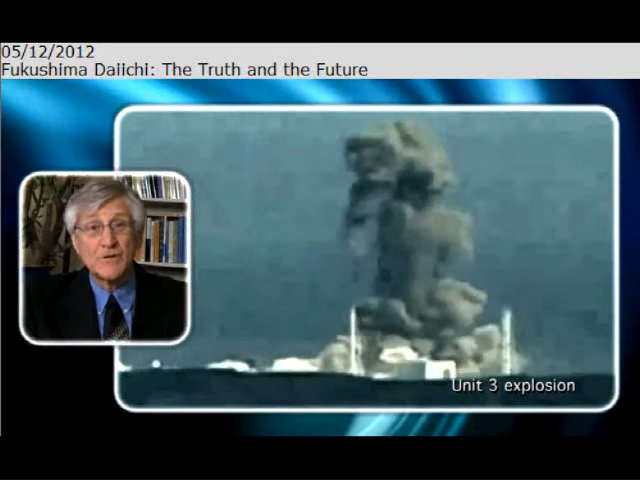 05/12/2012
Fukushima Daiichi: The Truth and the Future
Unit 3 explosion